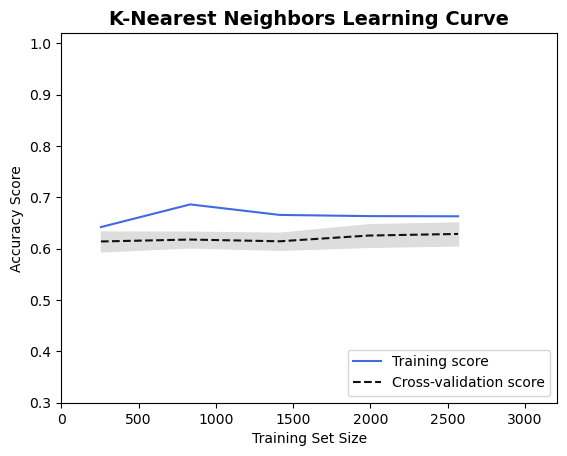 K-Nearest Neighbors Learning Curve
1.0
0.9
0.8
0.7
0.6
0.5
0.4
0.3
Accuracy Score
0 500 1000 1500 2000 2500 3000
Training Set Size
Training score
Cross-validation score